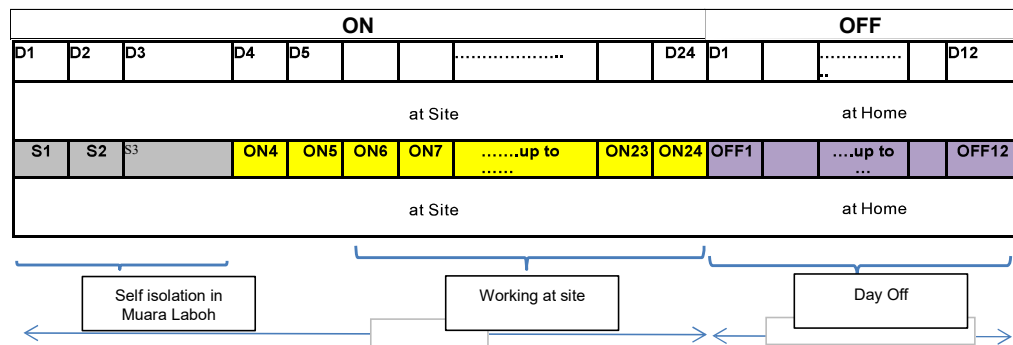 ON OFF
D1 D2 D3 D4 D5 ……………….. D24 D1 …………… .. D12
at Site at Home
S1 S2 S3 ON4 ON5 ON6 ON7 …….up to …… ON23 ON24 OFF1 ….up to … OFF12
at Site at Home
Self isolation in
Muara Laboh
Working at site
Day Off